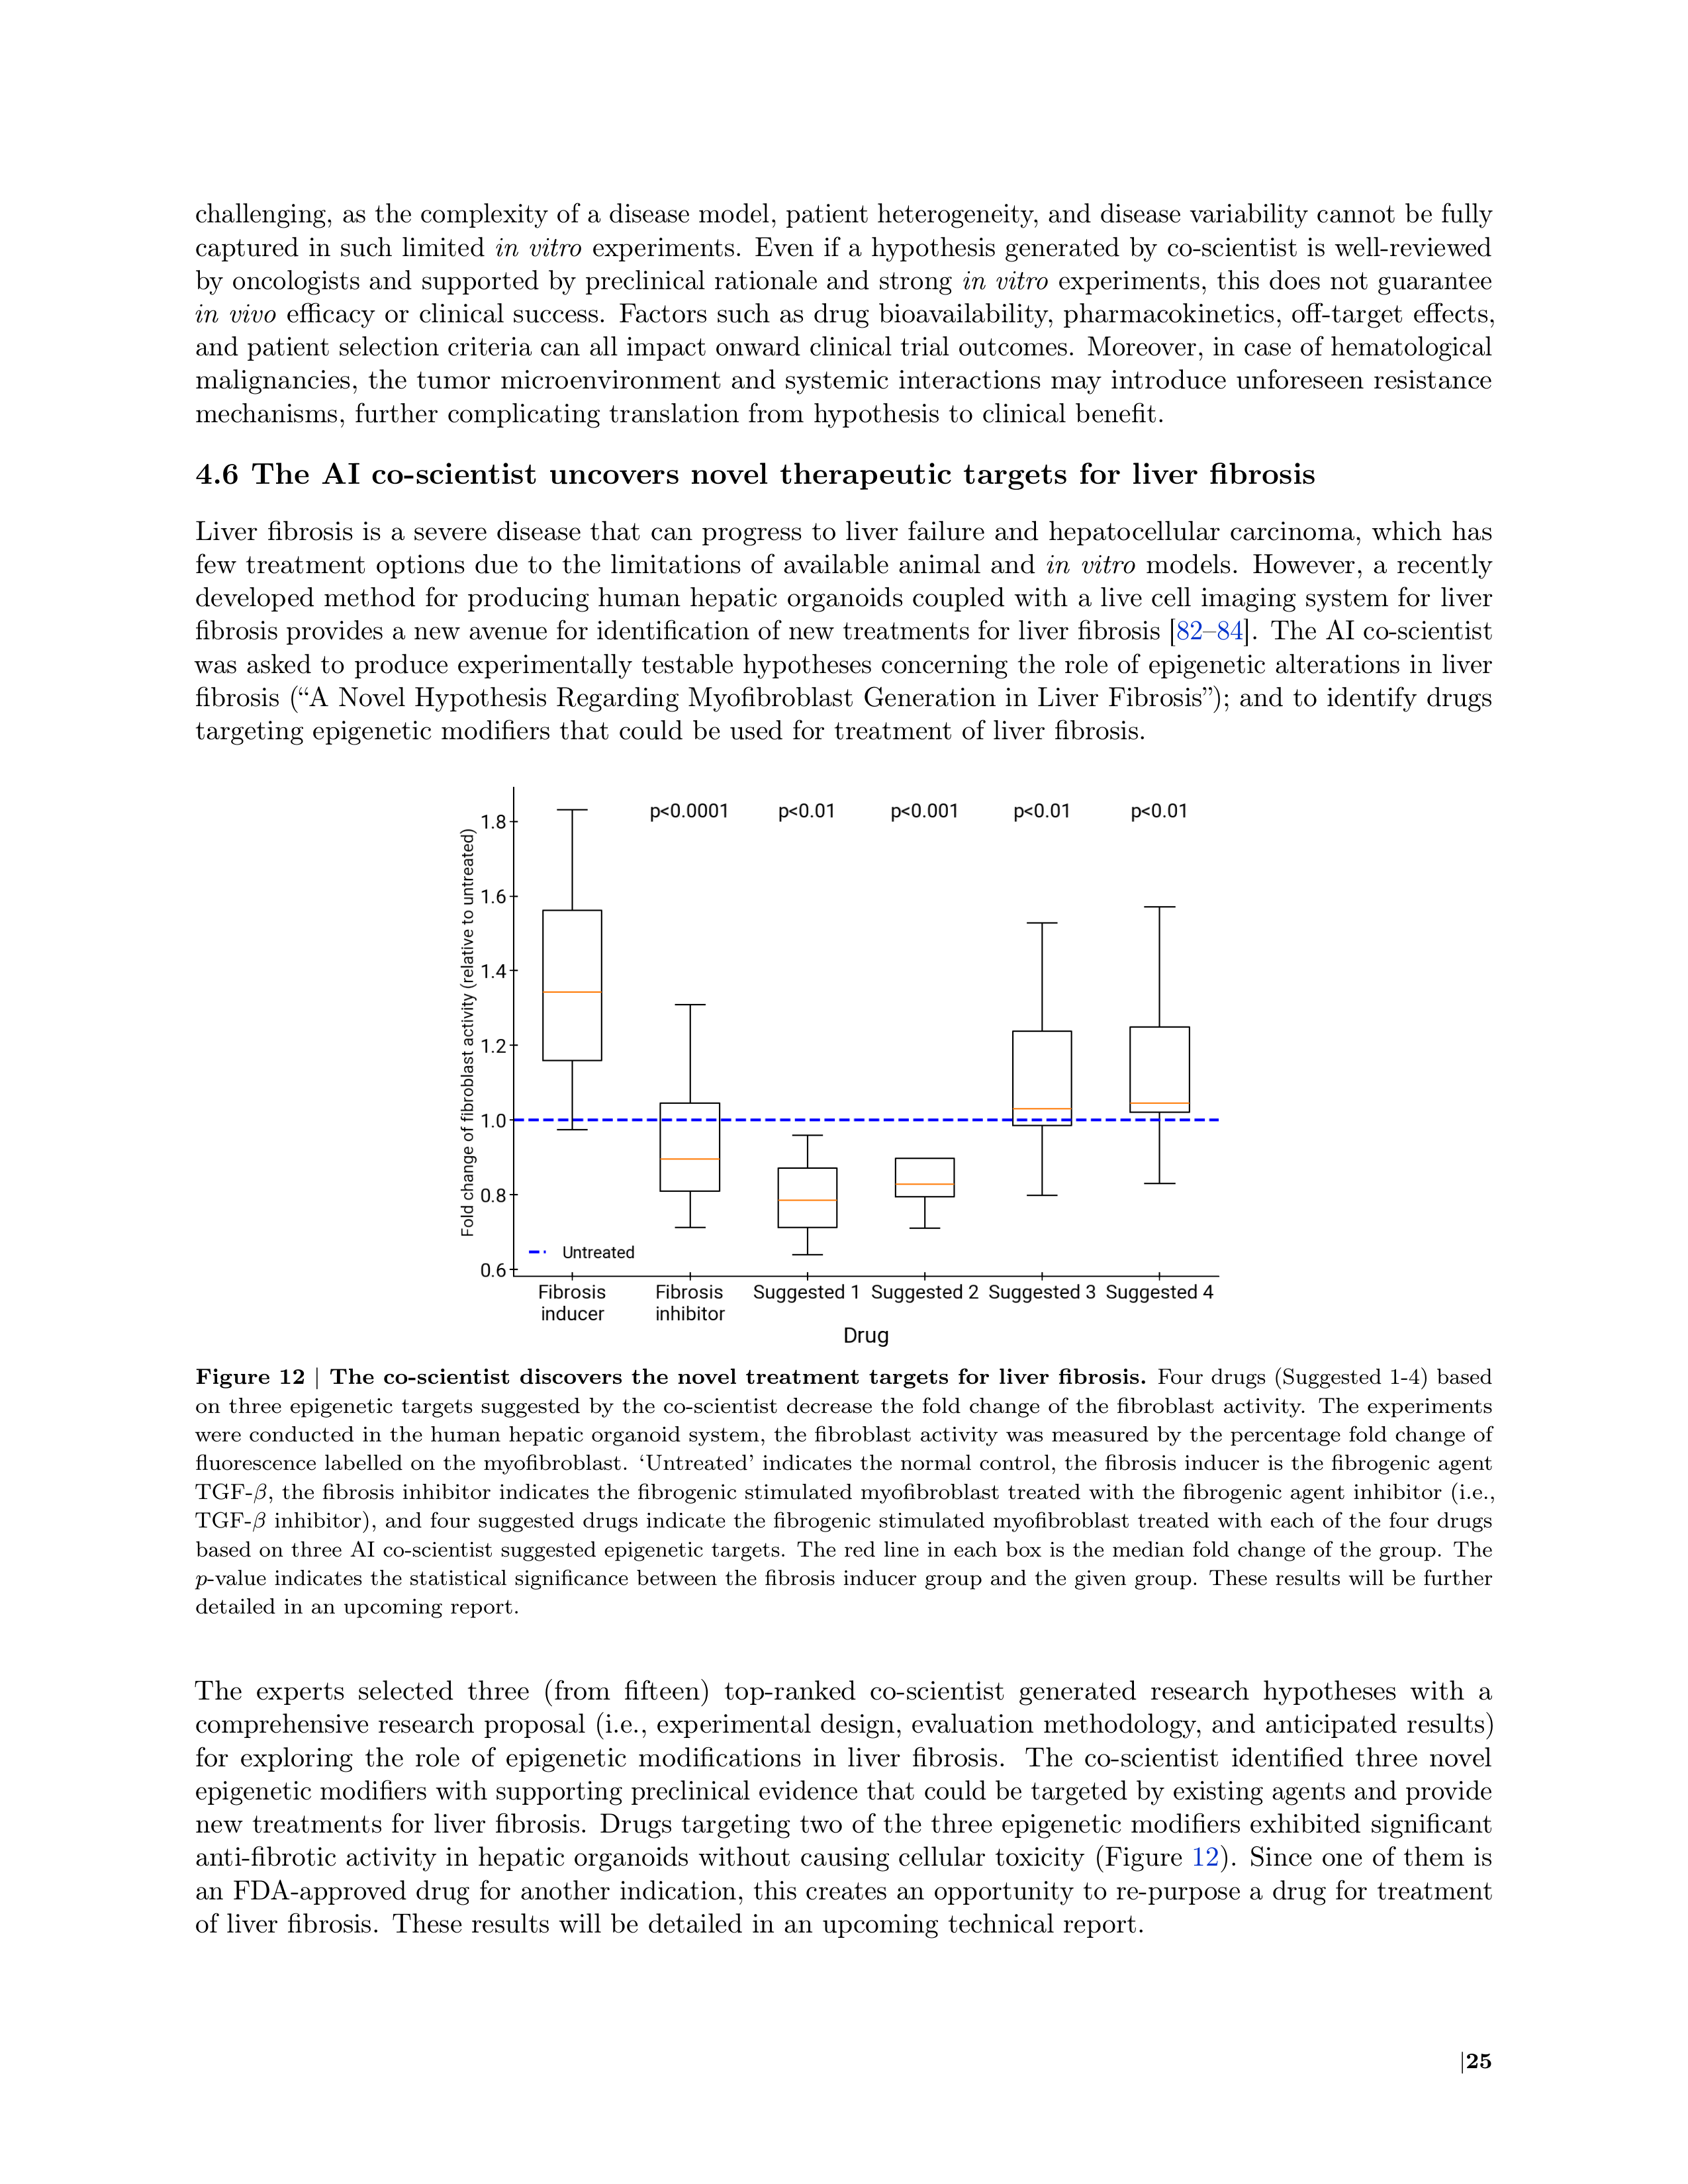 challenging, as the complexity of a disease model, patient heterogeneity, and disease variability cannot be fully
captured in such limited in vitro experiments. Even if a hypothesis generated by co-scientist is well-reviewed
by oncologists and supported by preclinical rationale and strong in vitro experiments, this does not guarantee
in vivo efficacy or clinical success. Factors such as drug bioavailability, pharmacokinetics, off-target effects,
and patient selection criteria can all impact onward clinical trial outcomes. Moreover, in case of hematological
malignancies, the tumor microenvironment and systemic interactions may introduce unforeseen resistance
mechanisms, further complicating translation from hypothesis to clinical benefit.
4.6 The AI co-scientist uncovers novel therapeutic targets for liver fibrosis
Liver fibrosis is a severe disease that can progress to liver failure and hepatocellular carcinoma, which has
few treatment options due to the limitations of available animal and in vitro models. However, a recently
developed method for producing human hepatic organoids coupled with a live cell imaging system for liver
fibrosis provides a new avenue for identification of new treatments for liver fibrosis [82–84]. The AI co-scientist
was asked to produce experimentally testable hypotheses concerning the role of epigenetic alterations in liver
fibrosis (“A Novel Hypothesis Regarding Myofibroblast Generation in Liver Fibrosis”); and to identify drugs
targeting epigenetic modifiers that could be used for treatment of liver fibrosis.
Fold change of fibroblast activity (relative to untreated)
p<0.0001 p<0.01 p<0.001 p<0.01 p<0.01
1.8
1.6
1.4
1.2
1.0
0.8
0.6
Untreated
Fibrosis inducer
Fibrosis inhibitor
Suggested 1 Suggested 2 Suggested 3 Suggested 4
Drug
Figure 12 | The co-scientist discovers the novel treatment targets for liver fibrosis. Four drugs (Suggested 1-4) based
on three epigenetic targets suggested by the co-scientist decrease the fold change of the fibroblast activity. The experiments
were conducted in the human hepatic organoid system, the fibroblast activity was measured by the percentage fold change of
fluorescence labelled on the myofibroblast. ‘Untreated’ indicates the normal control, the fibrosis inducer is the fibrogenic agent
TGF-β, the fibrosis inhibitor indicates the fibrogenic stimulated myofibroblast treated with the fibrogenic agent inhibitor (i.e.,
TGF-β inhibitor), and four suggested drugs indicate the fibrogenic stimulated myofibroblast treated with each of the four drugs
based on three AI co-scientist suggested epigenetic targets. The red line in each box is the median fold change of the group. The
p-value indicates the statistical significance between the fibrosis inducer group and the given group. These results will be further
detailed in an upcoming report.
The experts selected three (from fifteen) top-ranked co-scientist generated research hypotheses with a
comprehensive research proposal (i.e., experimental design, evaluation methodology, and anticipated results)
for exploring the role of epigenetic modifications in liver fibrosis. The co-scientist identified three novel
epigenetic modifiers with supporting preclinical evidence that could be targeted by existing agents and provide
new treatments for liver fibrosis. Drugs targeting two of the three epigenetic modifiers exhibited significant
anti-fibrotic activity in hepatic organoids without causing cellular toxicity (Figure 12). Since one of them is
an FDA-approved drug for another indication, this creates an opportunity to re-purpose a drug for treatment
of liver fibrosis. These results will be detailed in an upcoming technical report.
|25